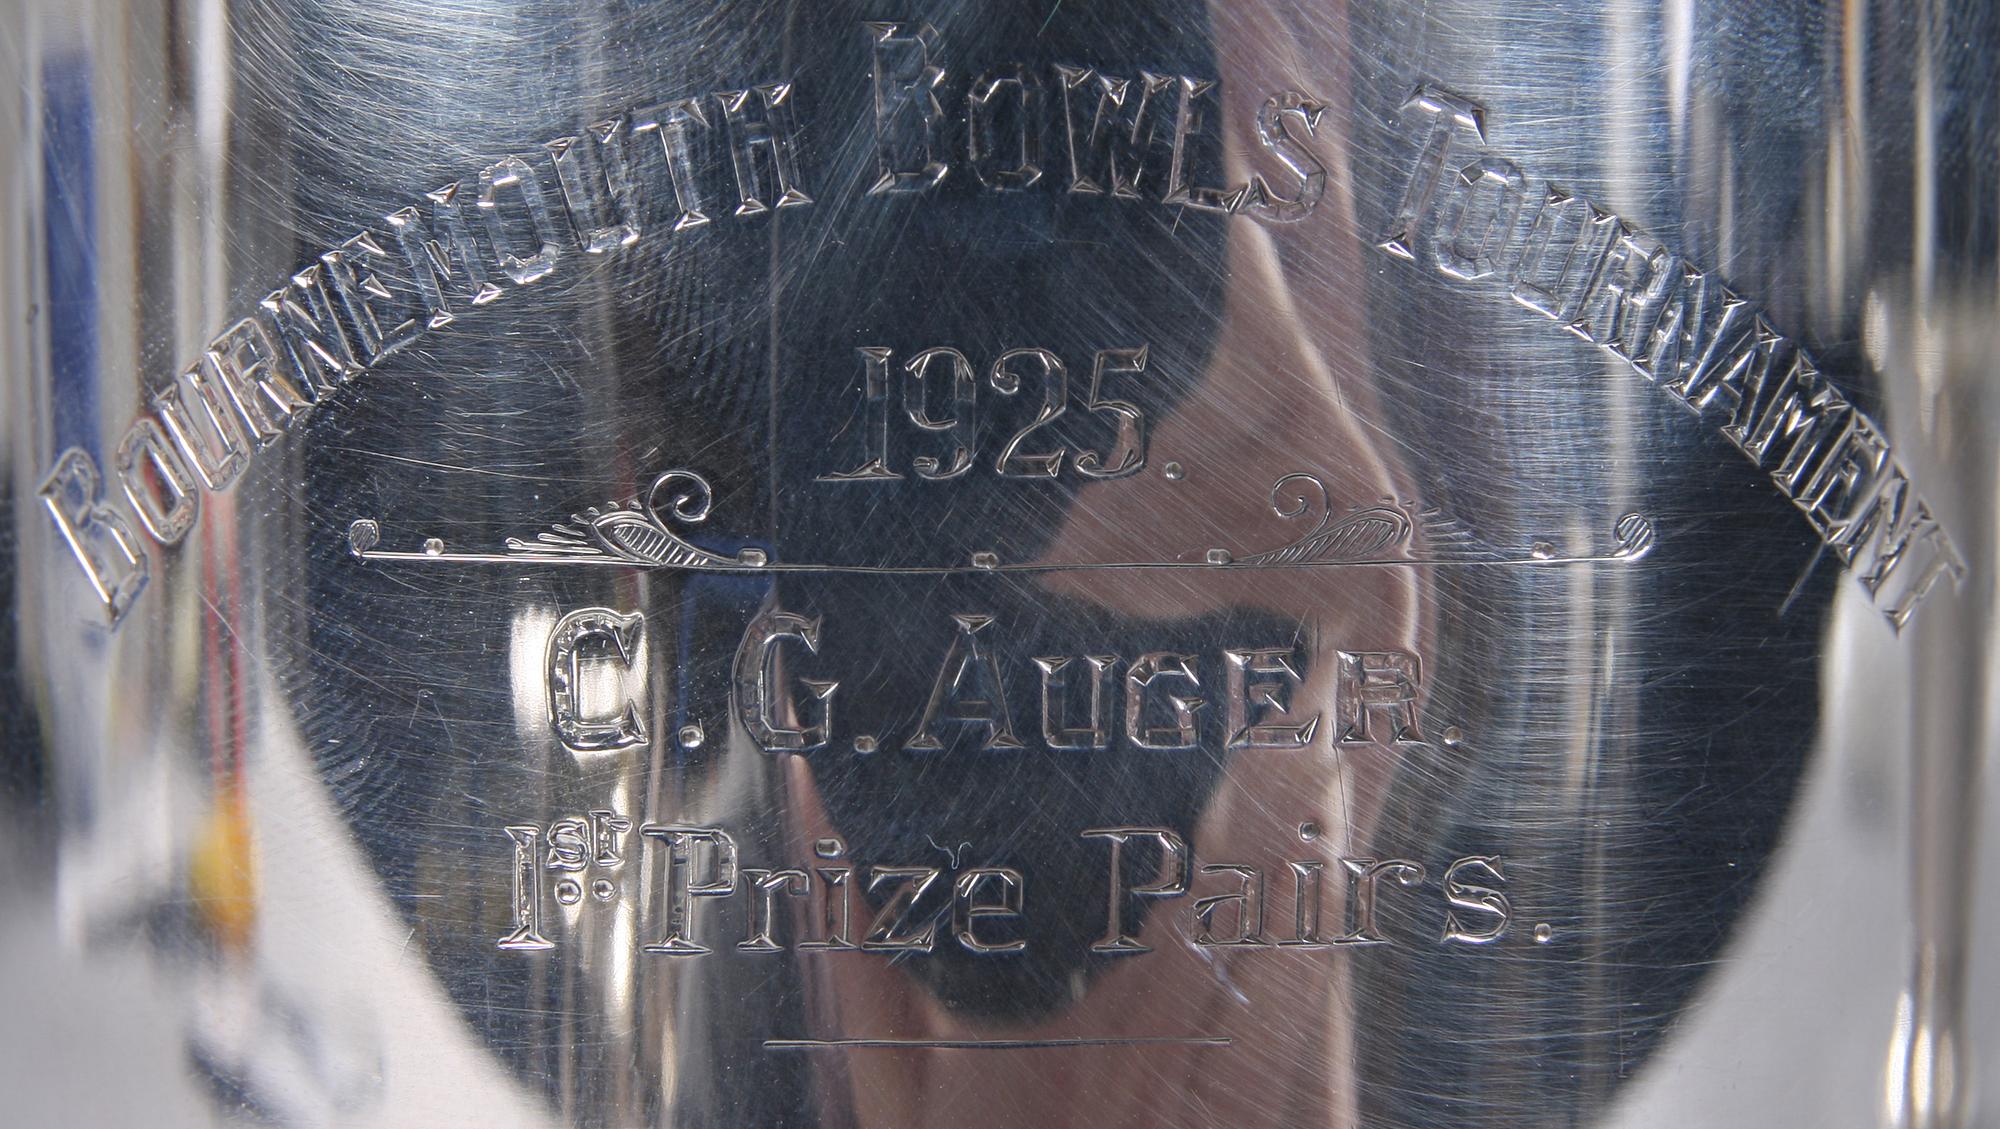 BOURNEMOUTH BOWLS TOURNAMENT
1925.
C. G. AUGER.
1st Prize Pairs.